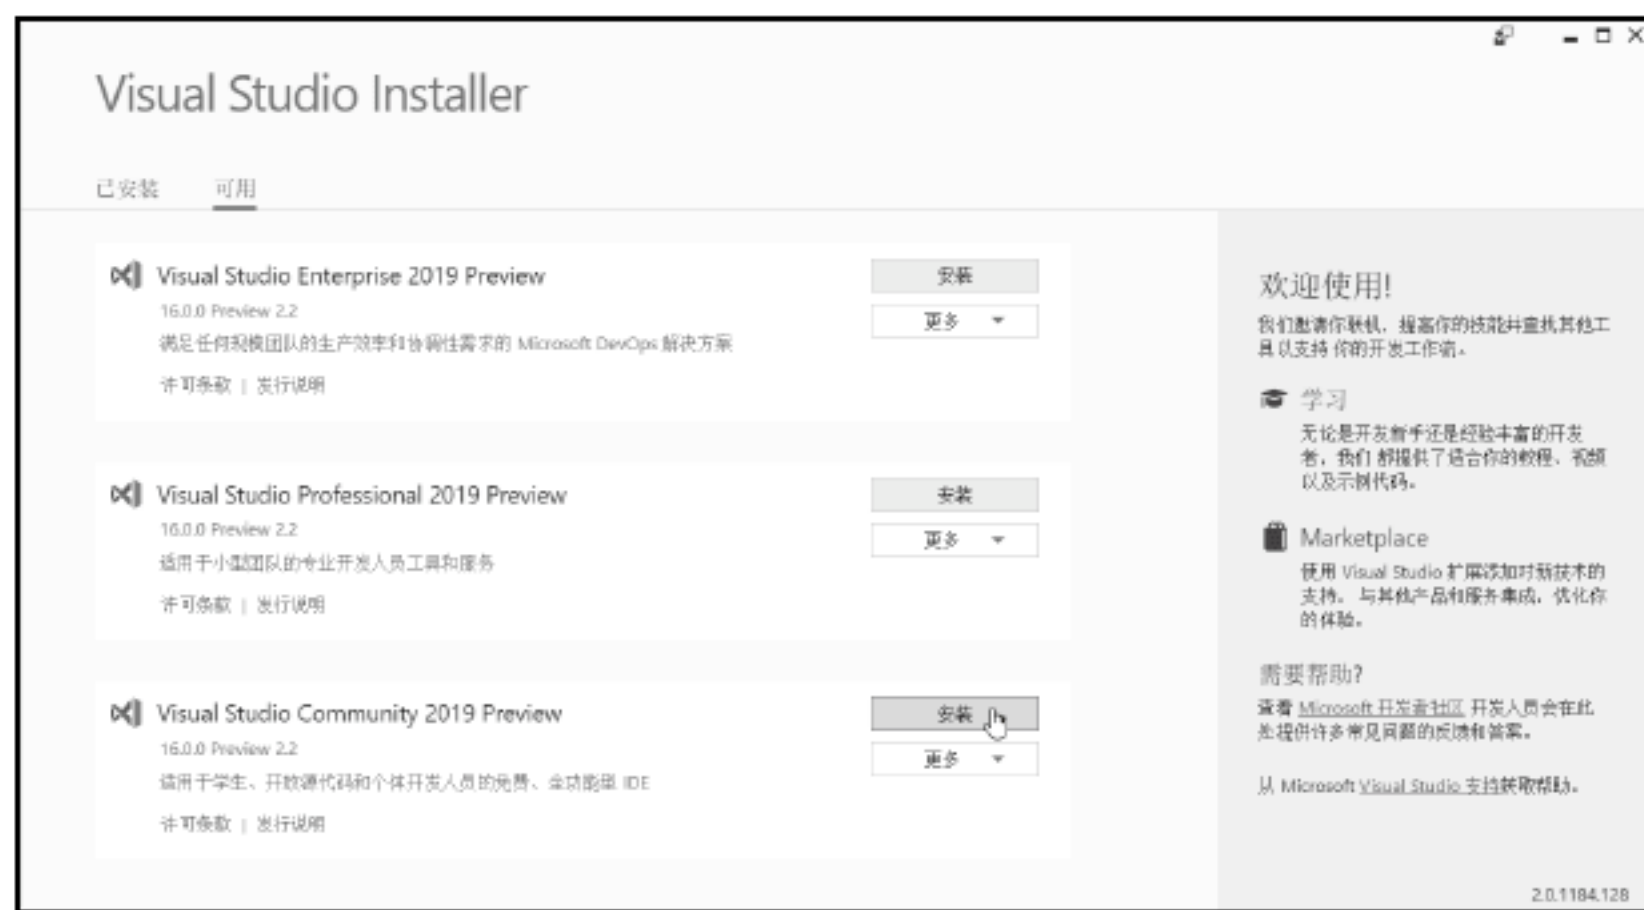 Visual Studio Installer
已安装 可用
Visual Studio Enterprise 2019 Preview
安装
16.0.0 Preview 2.2
更多
满足任何规模团队的生产效率和协调性需求的 Microsoft DevOps 解决方案
许可条款 | 发行说明
Visual Studio Professional 2019 Preview
安装
16.0.0 Preview 2.2
更多
适用于小型团队的专业开发人员工具和服务
许可条款 | 发行说明
Visual Studio Community 2019 Preview
安装
16.0.0 Preview 2.2
更多
适用于学生、开放源代码和个体开发人员的免费、全功能型 IDE
许可条款 | 发行说明
欢迎使用!
我们邀请你联机，提高你的技能并查找其他工
具以支持 你的开发工作流。
学习
无论是开发新手还是经验丰富的开发
者，我们 都提供了适合你的教程、视频
以及示例代码。
Marketplace
使用 Visual Studio 扩展添加对新技术的
支持。 与其他产品和服务集成，优化你
的体验。
需要帮助?
查看 Microsoft 开发者社区 开发人员会在此
处提供许多常见问题的反馈和答案。
从 Microsoft Visual Studio 支持获取帮助。
2.0.1184.128